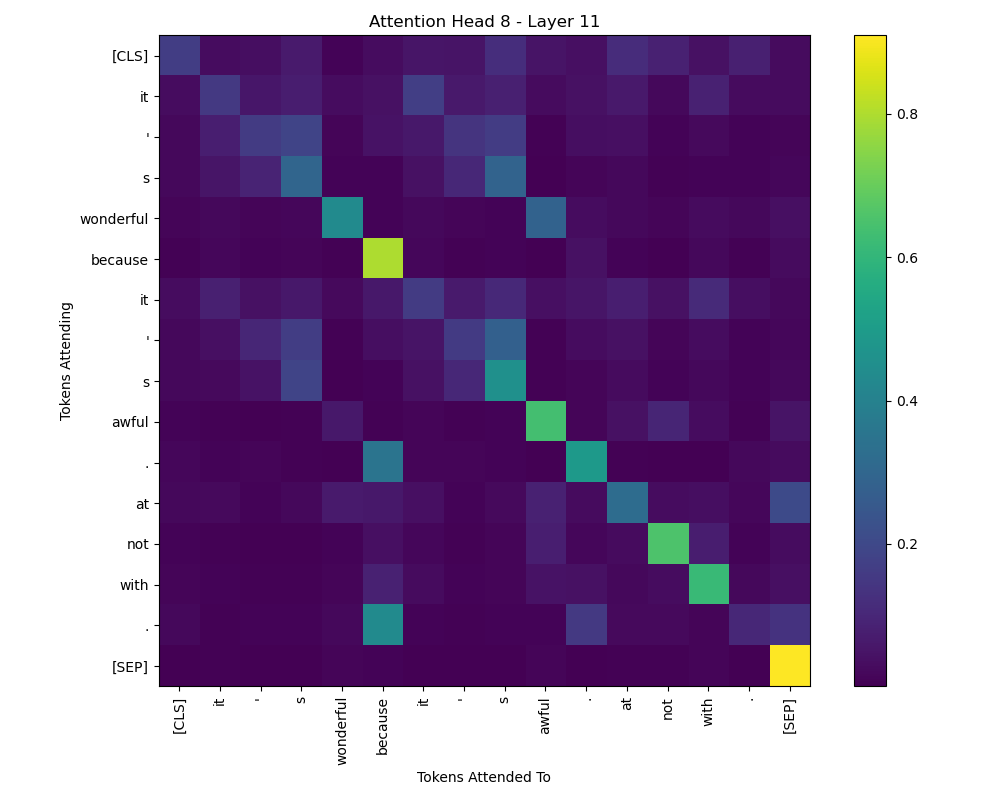 Attention Head 8 - Layer 11
[CLS]
it
'
s
wonderful
because
it
'
s
awful
.
at
not
with
.
[SEP]
Tokens Attending
[CLS]
it
'
s
wonderful
because
it
'
s
awful
.
at
not
with
.
[SEP]
Tokens Attended To
0.8
0.6
0.4
0.2